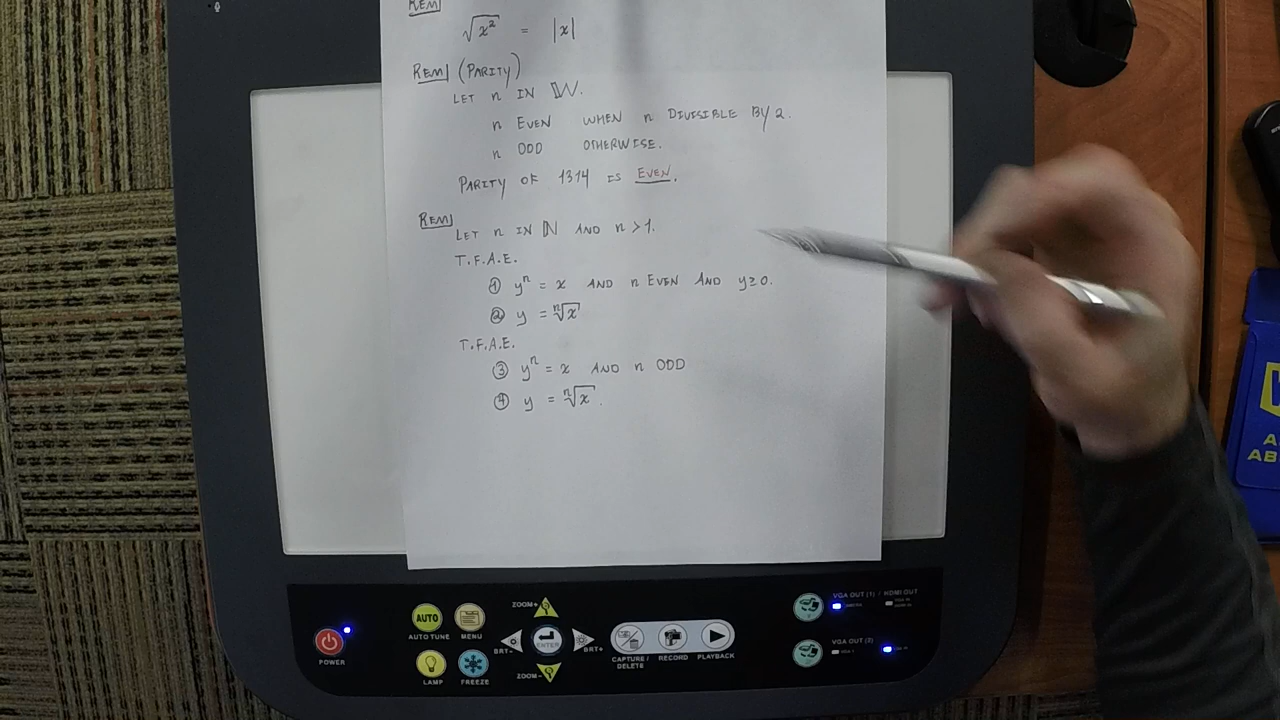 REM
√x² = |x|
REM (PARITY)
LET n IN 𝕎.
n EVEN WHEN n DIVISIBLE BY 2.
n ODD OTHERWISE.
PARITY OF 1314 IS EVEN.
REM
LET n IN ℕ AND n > 1.
T.F.A.E.
① yⁿ = x AND n EVEN AND y ≥ 0.
② y = ⁿ√x
T.F.A.E.
③ yⁿ = x AND n ODD
④ y = ⁿ√x.
POWER
AUTO
AUTO TUNE
MENU
LAMP
FREEZE
ZOOM+
BRT-
ENTER
BRT+
ZOOM-
CAPTURE / DELETE
RECORD
PLAYBACK
VGA OUT (1) / HDMI OUT
VGA OUT (2)